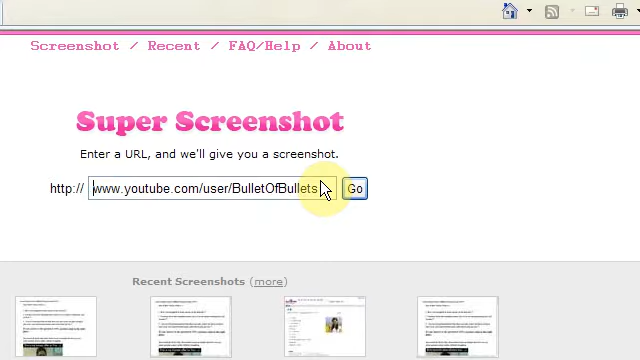 Screenshot / Recent / FAQ/Help / About
Super Screenshot
Enter a URL, and we'll give you a screenshot.
http:// www.youtube.com/user/BulletOfBullets Go
Recent Screenshots (more)